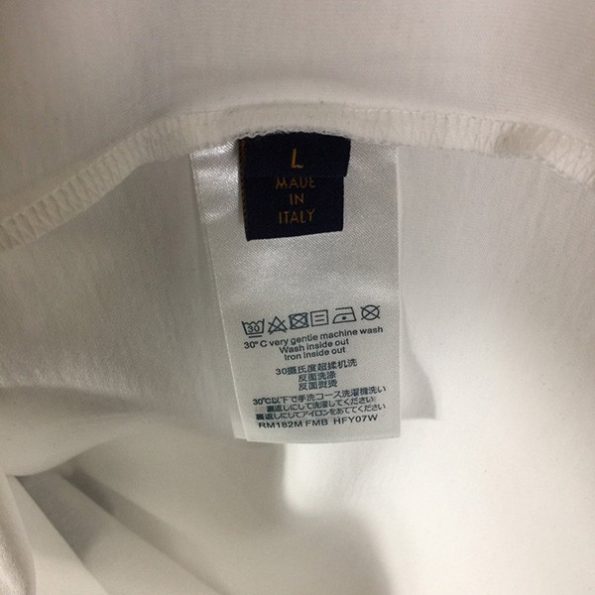 L
MADE
IN
ITALY
30
30°C very gentle machine wash
Wash inside out
Iron inside out
30摄氏度超柔机洗
反面洗涤
反面熨烫
30℃以下で手洗コース洗濯機洗い
裏返しにして洗濯してください
裏返しにしてアイロンをあててください
RM182M FMB HFY07W